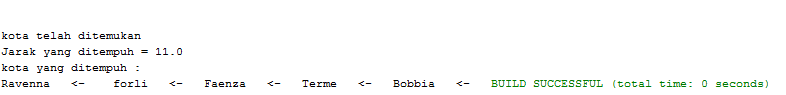 kota telah ditemukan
Jarak yang ditempuh = 11.0
kota yang ditempuh :
Ravenna <- forli <- Faenza <- Terme <- Bobbia <- BUILD SUCCESSFUL (total time: 0 seconds)